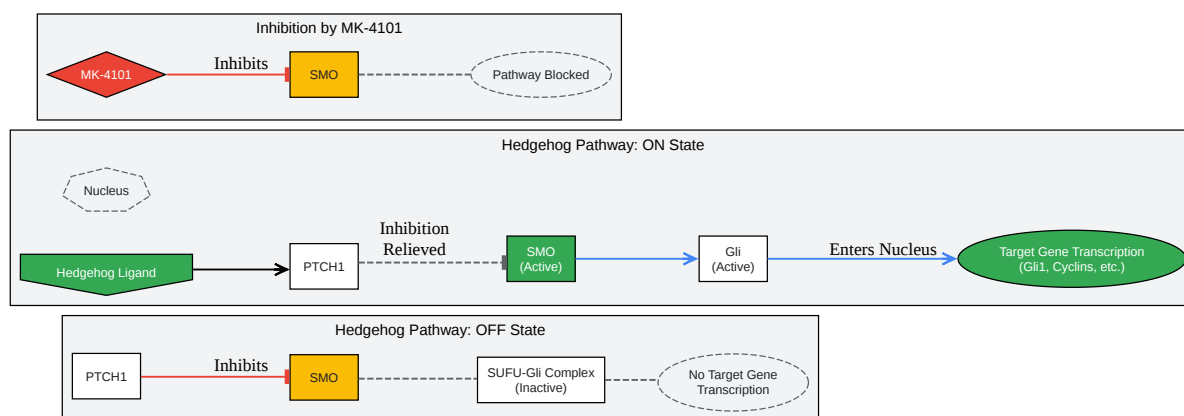 Inhibition by MK-4101
MK-4101
Inhibits
SMO
Pathway Blocked
Hedgehog Pathway: ON State
Nucleus
Hedgehog Ligand
PTCH1
Inhibition
Relieved
SMO
(Active)
Gli
(Active)
Enters Nucleus
Target Gene Transcription
(Gli1, Cyclins, etc.)
Hedgehog Pathway: OFF State
PTCH1
Inhibits
SMO
SUFU-Gli Complex
(Inactive)
No Target Gene
Transcription